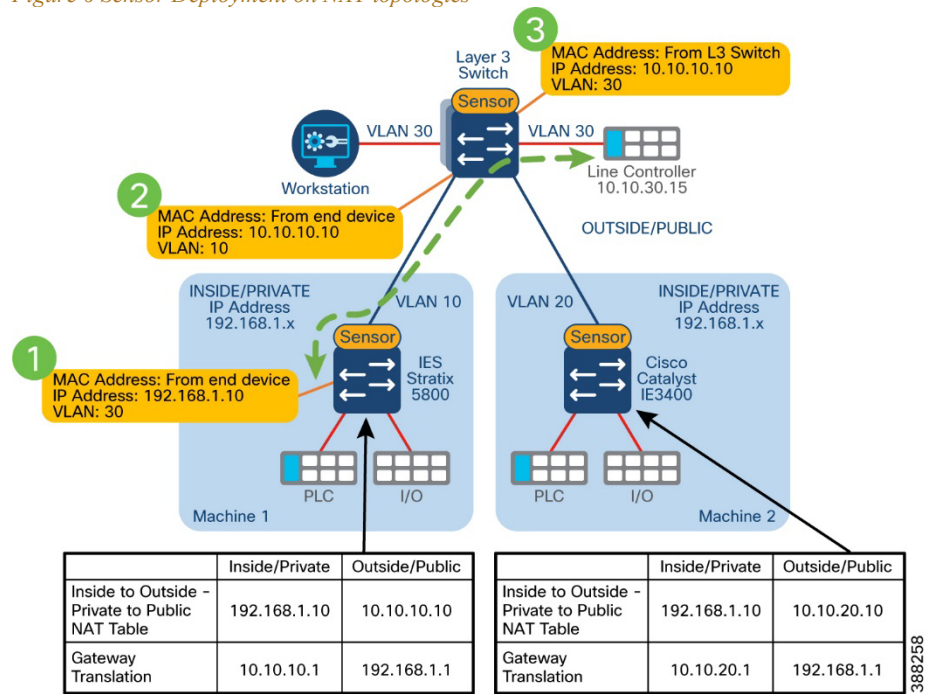 Figure 6 Sensor Deployment on NAT topologies
3
Layer 3
Switch
MAC Address: From L3 Switch
IP Address: 10.10.10.10
VLAN: 30
Sensor
VLAN 30
VLAN 30
Workstation
Line Controller
10.10.30.15
2
MAC Address: From end device
IP Address: 10.10.10.10
VLAN: 10
OUTSIDE/PUBLIC
INSIDE/PRIVATE
IP Address
192.168.1.x
VLAN 10
VLAN 20
INSIDE/PRIVATE
IP Address
192.168.1.x
1
MAC Address: From end device
IP Address: 192.168.1.10
VLAN: 30
Sensor
IES
Stratix
5800
Sensor
Cisco
Catalyst
IE3400
PLC
I/O
PLC
I/O
Machine 1
Machine 2
Inside/Private Outside/Public
Inside to Outside -
Private to Public
NAT Table
192.168.1.10 10.10.10.10
Gateway
Translation
10.10.10.1 192.168.1.1
Inside/Private Outside/Public
Inside to Outside -
Private to Public
NAT Table
192.168.1.10 10.10.20.10
Gateway
Translation
10.10.20.1 192.168.1.1
388258